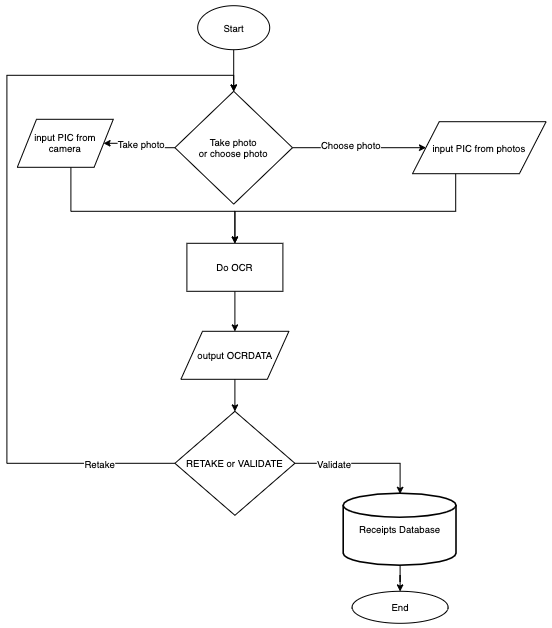 Start
Take photo
or choose photo
Take photo
input PIC from
camera
Choose photo
input PIC from photos
Do OCR
output OCRDATA
RETAKE or VALIDATE
Retake
Validate
Receipts Database
End